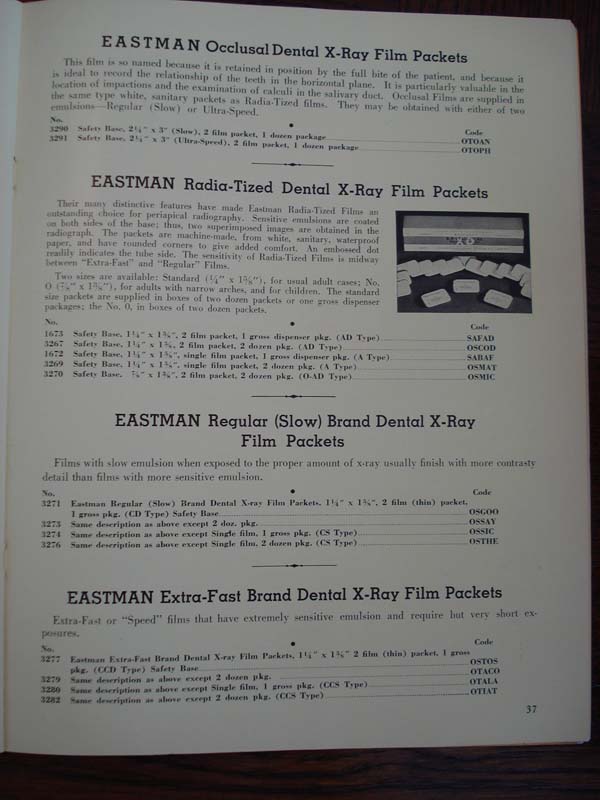 EASTMAN Occlusal Dental X-Ray Film Packets
This film is so named because it is retained in position by the full bite of the patient, and because it
is ideal to record the relationship of the teeth in the horizontal plane. It is particularly valuable in the
location of impactions and the examination of calculi in the salivary duct. Occlusal Films are supplied in
the same type white, sanitary packets as Radia-Tized films. They may be obtained with either of two
emulsions—Regular (Slow) or Ultra-Speed.
No. Code
3290 Safety Base, 2¼" x 3" (Slow), 2 film packet, 1 dozen package OTOAN
3291 Safety Base, 2¼" x 3" (Ultra-Speed), 2 film packet, 1 dozen package OTOPH
EASTMAN Radia-Tized Dental X-Ray Film Packets
Their many distinctive features have made Eastman Radia-Tized Films an
outstanding choice for periapical radiography. Sensitive emulsions are coated
on both sides of the base; thus, two superimposed images are obtained in the
radiograph. The packets are machine-made, from white, sanitary, waterproof
paper, and have rounded corners to give added comfort. An embossed dot
readily indicates the tube side. The sensitivity of Radia-Tized Films is midway
between "Extra-Fast" and "Regular" Films.
Two sizes are available: Standard (1¼" x 1⅝"), for usual adult cases; No.
O (⅞" x 1⅜"), for adults with narrow arches, and for children. The standard
size packets are supplied in boxes of two dozen packets or one gross dispenser
packages; the No. 0, in boxes of two dozen packets.
No. Code
1673 Safety Base, 1¼" x 1⅝", 2 film packet, 1 gross dispenser pkg. (AD Type) SAFAD
3267 Safety Base, 1¼" x 1⅝", 2 film packet, 2 dozen pkg. (AD Type) OSCOD
1672 Safety Base, 1¼" x 1⅝", single film packet, 1 gross dispenser pkg. (A Type) SABAF
3269 Safety Base, 1¼" x 1⅝", single film packet, 2 dozen pkg. (A Type) OSMAT
3270 Safety Base, ⅞" x 1⅜", 2 film packet, 2 dozen pkg. (O-AD Type) OSMIC
EASTMAN Regular (Slow) Brand Dental X-Ray
Film Packets
Films with slow emulsion when exposed to the proper amount of x-ray usually finish with more contrasty
detail than films with more sensitive emulsion.
No. Code
3271 Eastman Regular (Slow) Brand Dental X-ray Film Packets, 1¼" x 1⅝", 2 film (thin) packet,
1 gross pkg. (CD Type) Safety Base OSGOO
3273 Same description as above except 2 doz. pkg. OSSAY
3274 Same description as above except Single film, 1 gross pkg. (CS Type) OSSIC
3276 Same description as above except Single film, 2 dozen pkg. (CS Type) OSTHE
EASTMAN Extra-Fast Brand Dental X-Ray Film Packets
Extra-Fast or "Speed" films that have extremely sensitive emulsion and require but very short ex-
posures.
No. Code
3277 Eastman Extra-Fast Brand Dental X-ray Film Packets, 1¼" x 1⅝" 2 film (thin) packet, 1 gross
pkg. (CCD Type) Safety Base OSTOS
3279 Same description as above except 2 dozen pkg. OTACO
3280 Same description as above except Single film, 1 gross pkg. (CCS Type) OTALA
3282 Same description as above except 2 dozen pkg. (CCS Type) OTIAT
37